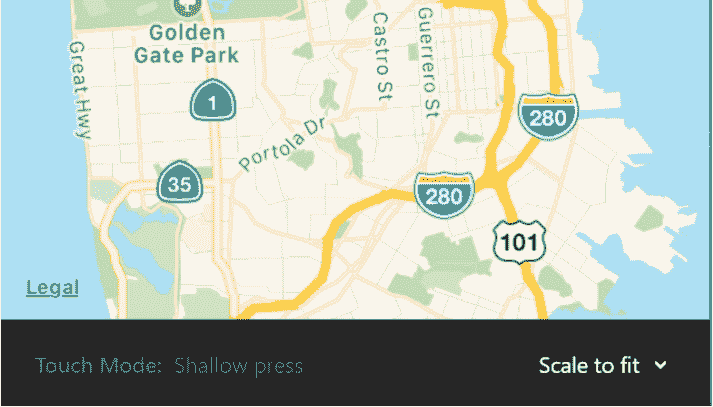 Golden
Gate Park
Great Hwy
Castro St
Guerrero St
1
280
Portola Dr
35
280
101
Legal
Touch Mode: Shallow press
Scale to fit